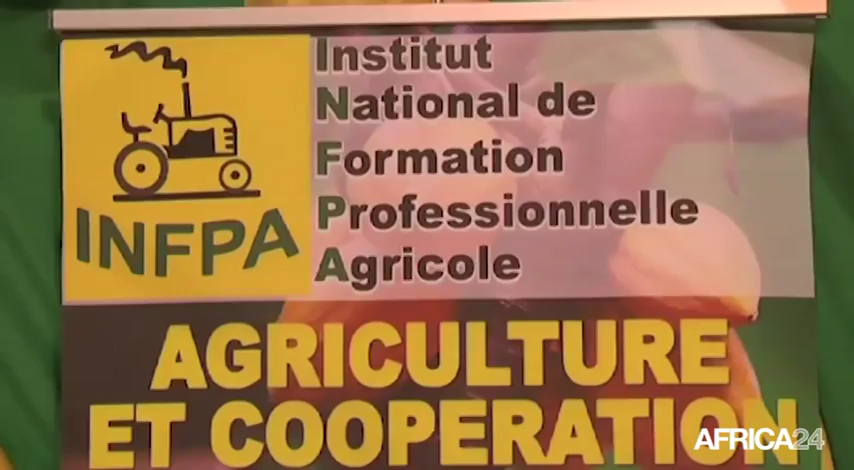 INFPA
Institut
National de
Formation
Professionnelle
Agricole
AGRICULTURE
ET COOPERATION
AFRICA24